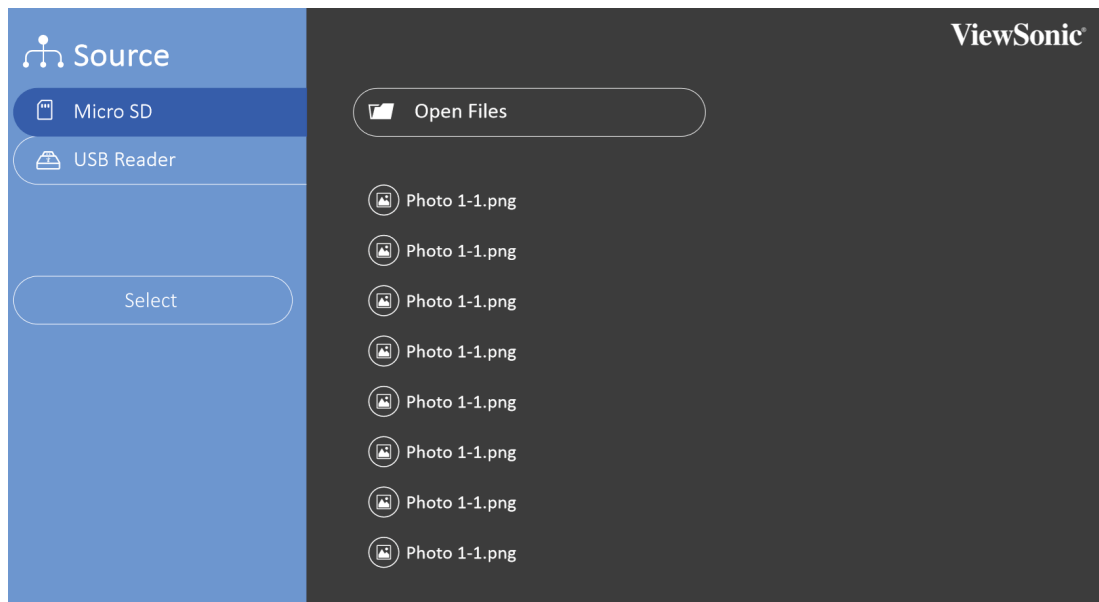 Source
ViewSonic®
Micro SD
Open Files
USB Reader
Photo 1-1.png
Photo 1-1.png
Select
Photo 1-1.png
Photo 1-1.png
Photo 1-1.png
Photo 1-1.png
Photo 1-1.png
Photo 1-1.png